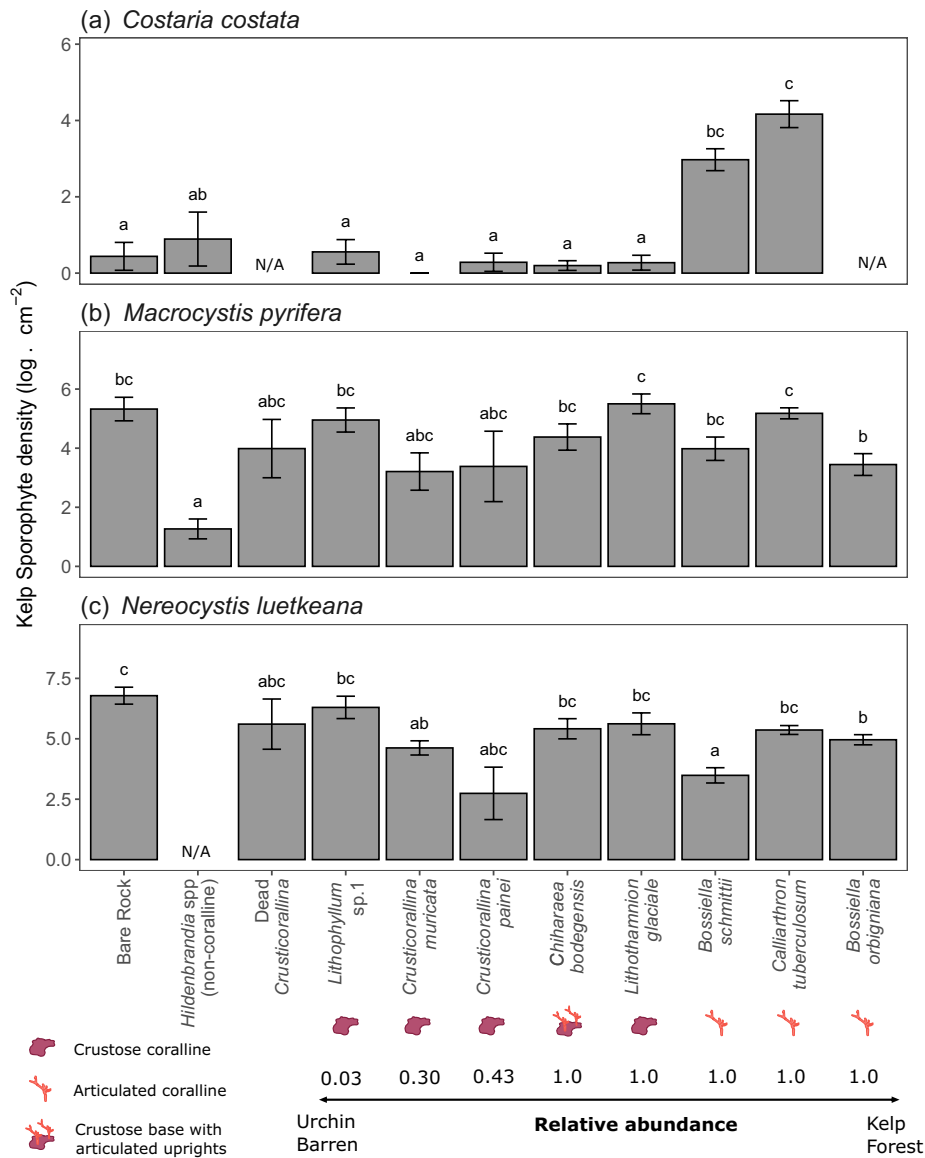 (a) Costaria costata
6
4
2
0
a
ab
N/A
a
a
a
a
a
bc
c
N/A
Kelp Sporophyte density (log . cm−2)
(b) Macrocystis pyrifera
6
4
2
0
bc
a
abc
bc
abc
abc
bc
c
bc
c
b
(c) Nereocystis luetkeana
7.5
5.0
2.5
0.0
c
N/A
abc
bc
ab
abc
bc
bc
a
bc
b
Bare Rock
Hildenbrandia spp
(non-coralline)
Dead
Crusticorallina
Lithophyllum
sp.1
Crusticorallina
muricata
Crusticorallina
painei
Chiharaea
bodegensis
Lithothamnion
glaciale
Bossiella
schmittii
Calliarthron
tuberculosum
Bossiella
orbigniana
Crustose coralline
Articulated coralline
Crustose base with
articulated uprights
0.03 0.30 0.43 1.0 1.0 1.0 1.0 1.0
Urchin
Barren
Relative abundance
Kelp
Forest